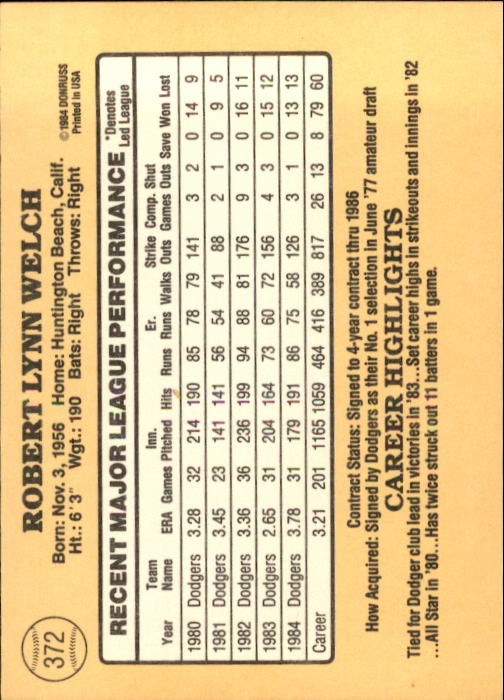 372
ROBERT LYNN WELCH
©1984 DONRUSS
Printed in USA
Born: Nov. 3, 1956 Home: Huntington Beach, Calif.
Ht.: 6' 3" Wgt.: 190 Bats: Right Throws: Right
RECENT MAJOR LEAGUE PERFORMANCE *Denotes Led League
Year Team Name ERA Games Inn. Pitched Hits Runs Er. Runs Walks Strike Outs Comp. Games Shut Outs Save Won Lost
1980 Dodgers 3.28 32 214 190 85 78 79 141 3 2 0 14 9
1981 Dodgers 3.45 23 141 141 56 54 41 88 2 1 0 9 5
1982 Dodgers 3.36 36 236 199 94 88 81 176 9 3 0 16 11
1983 Dodgers 2.65 31 204 164 73 60 72 156 4 3 0 15 12
1984 Dodgers 3.78 31 179 191 86 75 58 126 3 1 0 13 13
Career 3.21 201 1165 1059 464 416 389 817 26 13 8 79 60
Contract Status: Signed to 4-year contract thru 1986
How Acquired: Signed by Dodgers as their No. 1 selection in June '77 amateur draft
CAREER HIGHLIGHTS
Tied for Dodger club lead in victories in '83...Set career highs in strikeouts and innings in '82
...All Star in '80...Has twice struck out 11 batters in 1 game.